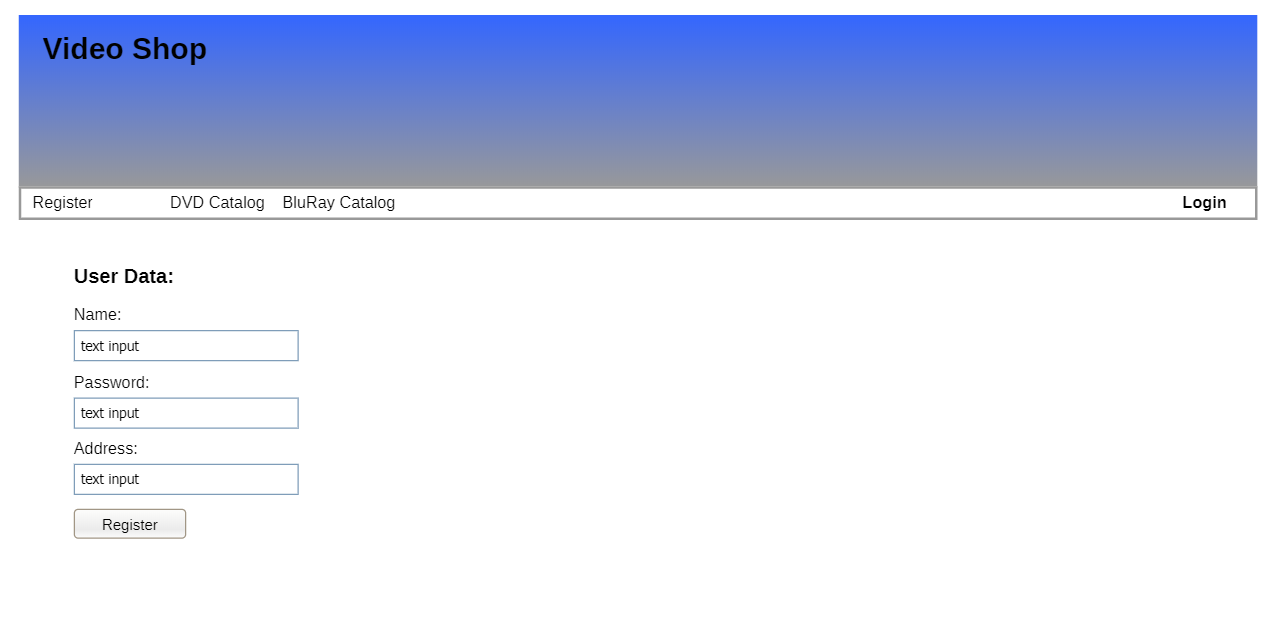 Video Shop
Register DVD Catalog BluRay Catalog Login
User Data:
Name:
text input
Password:
text input
Address:
text input
Register